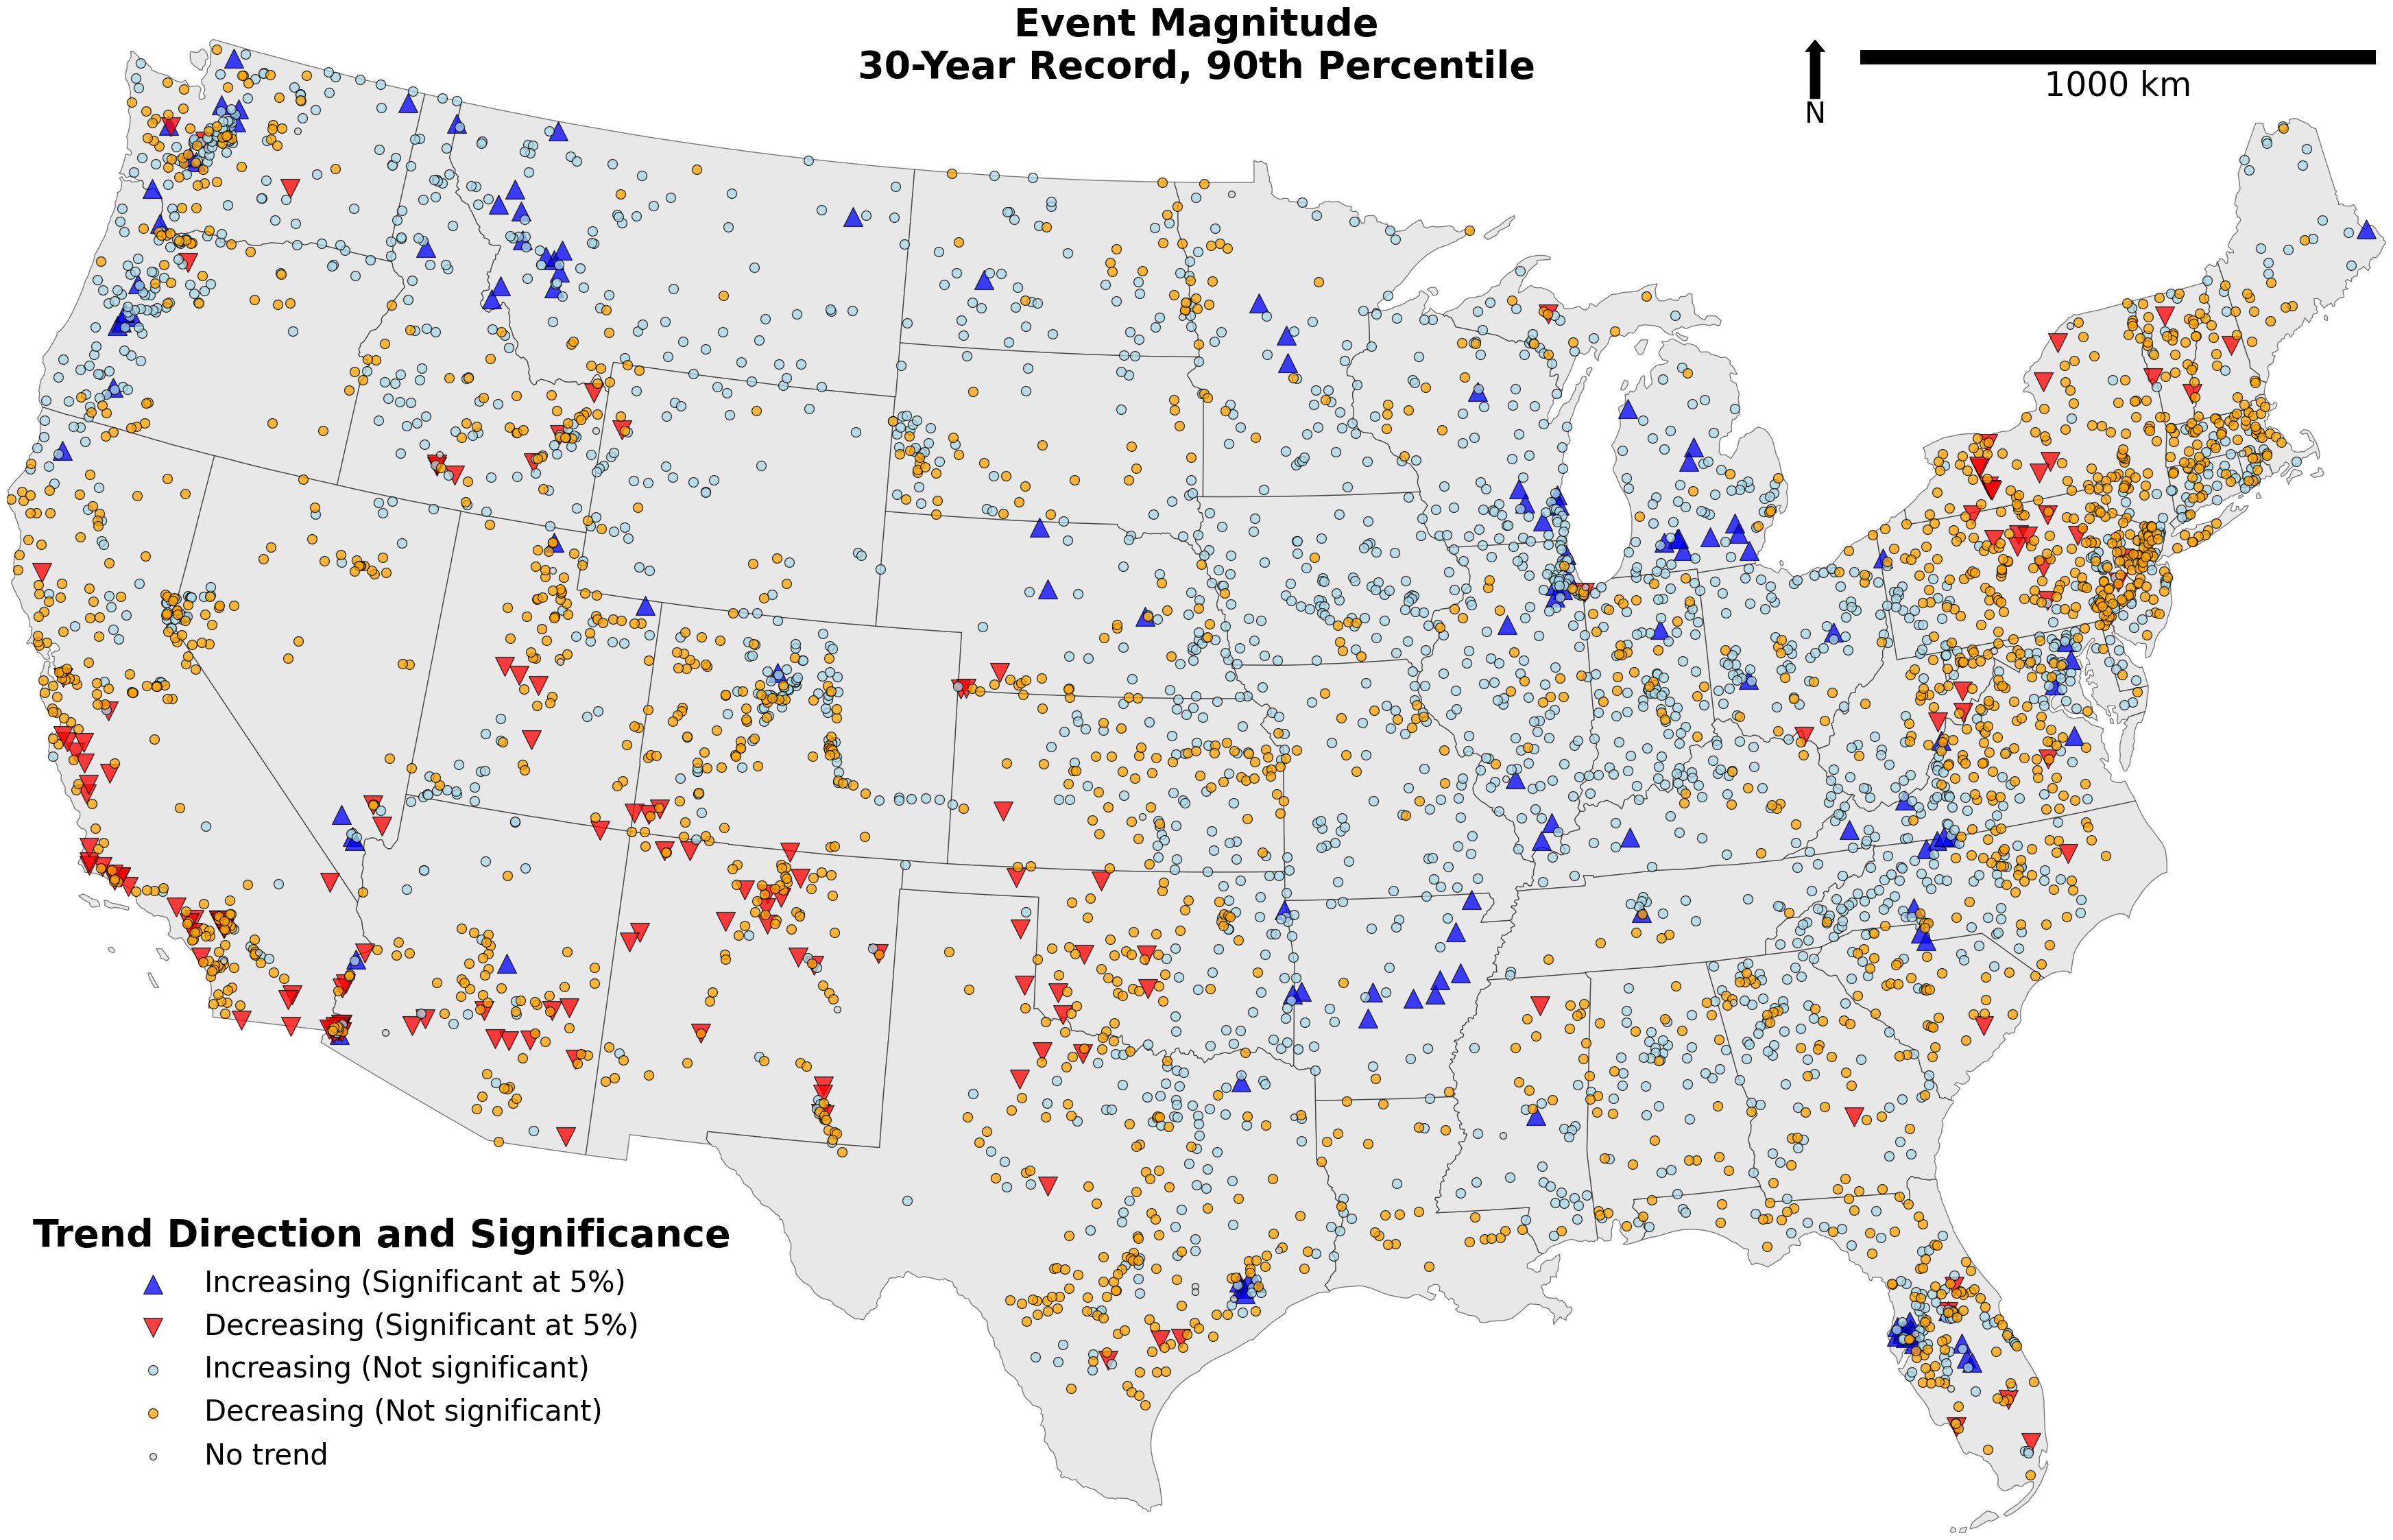 Event Magnitude
30-Year Record, 90th Percentile
1000 km
N
Trend Direction and Significance
Increasing (Significant at 5%)
Decreasing (Significant at 5%)
Increasing (Not significant)
Decreasing (Not significant)
No trend